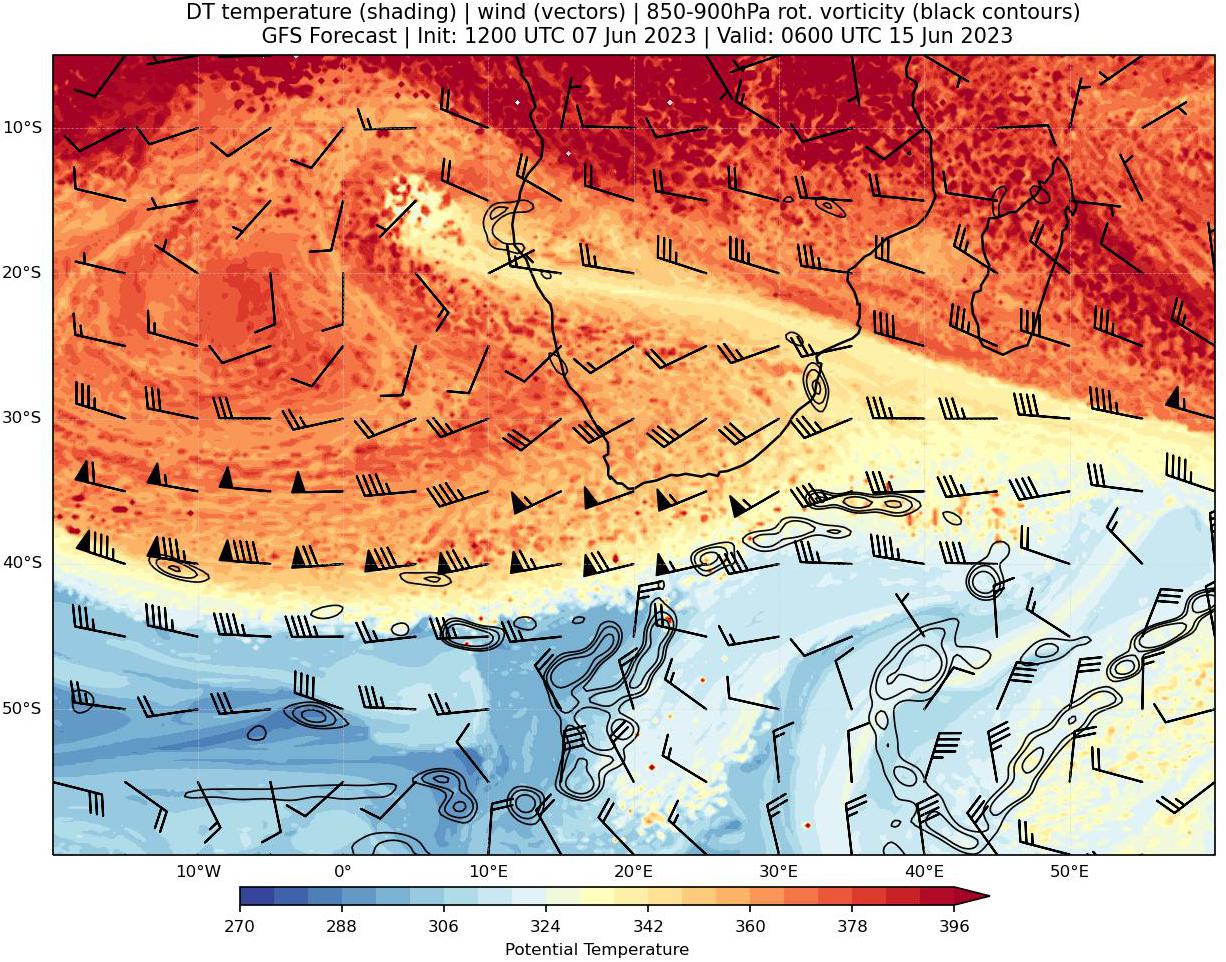 DT temperature (shading) | wind (vectors) | 850-900hPa rot. vorticity (black contours)
GFS Forecast | Init: 1200 UTC 07 Jun 2023 | Valid: 0600 UTC 15 Jun 2023
10°S
20°S
30°S
40°S
50°S
10°W 0° 10°E 20°E 30°E 40°E 50°E
270 288 306 324 342 360 378 396
Potential Temperature